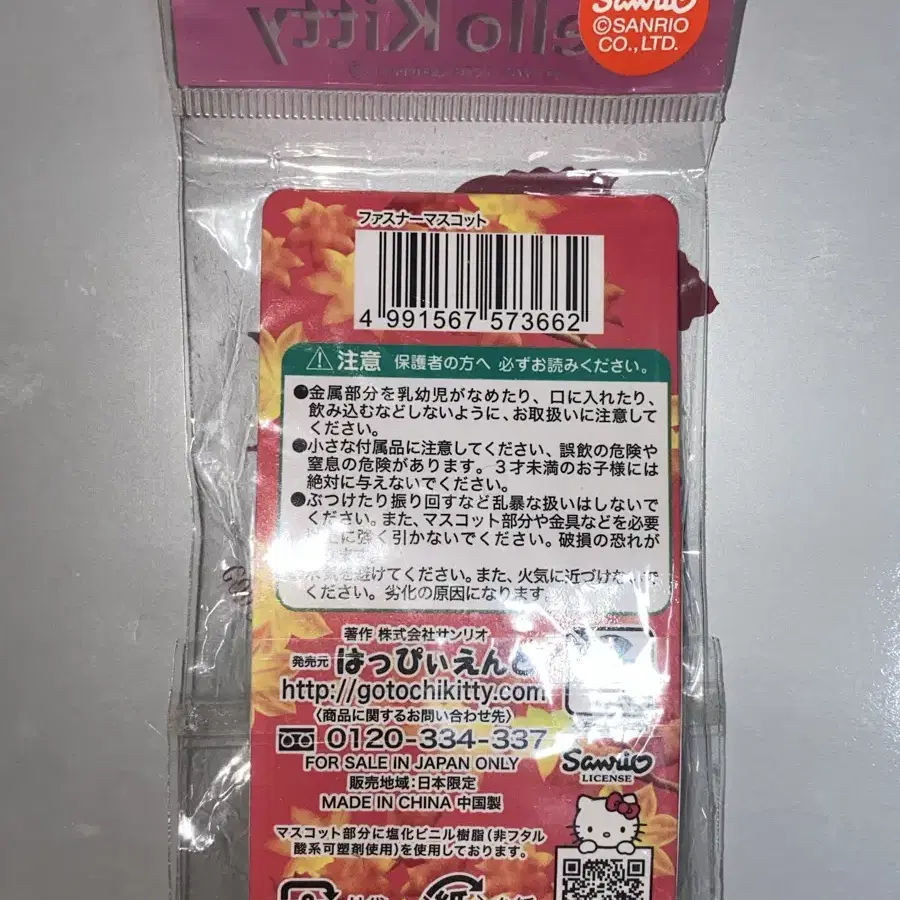 Sanrio
©SANRIO
CO., LTD.
ello Kitty
ファスナーマスコット
4 991567 573662
注意 保護者の方へ 必ずお読みください。
●金属部分を乳幼児がなめたり、口に入れたり、
飲み込むなどしないように、お取扱いに注意して
ください。
●小さな付属品に注意してください、誤飲の危険や
窒息の危険があります。3才未満のお子様には
絶対に与えないでください。
●ぶつけたり振り回すなど乱暴な扱いはしないで
ください。また、マスコット部分や金具などを必要
に強く引かないでください。破損の恐れが
を避けてください。また、火気に近づけないで
ください。劣化の原因になります。
著作 株式会社サンリオ
発売元 はっぴぃえんど
http://gotochikitty.com
〈商品に関するお問い合わせ先〉
0120-334-337
FOR SALE IN JAPAN ONLY
販売地域:日本限定
MADE IN CHINA 中国製
Sanrio
LICENSE
マスコット部分に塩化ビニル樹脂(非フタル
酸系可塑剤使用)を使用しております。